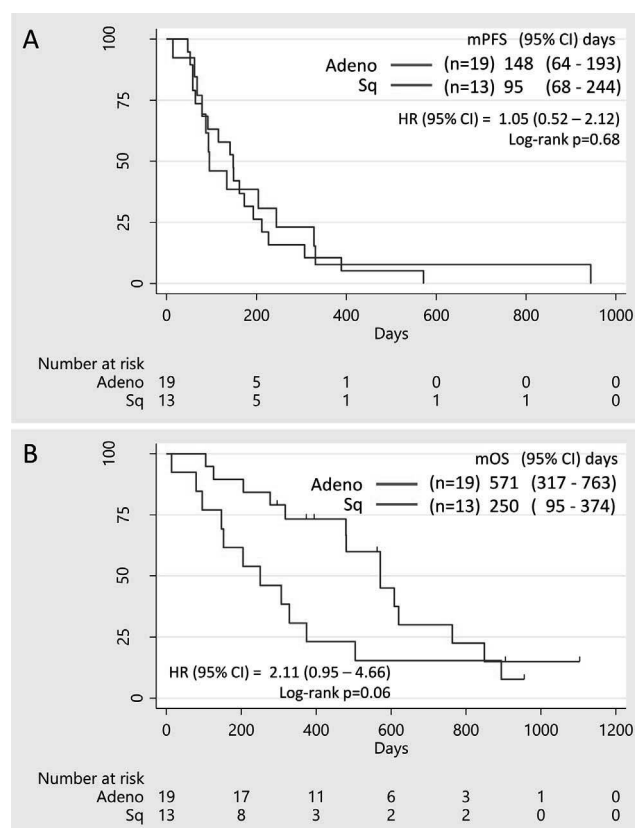 A
mPFS (95% CI) days
Adeno (n=19) 148 (64 - 193)
Sq (n=13) 95 (68 - 244)
HR (95% CI) = 1.05 (0.52 – 2.12)
Log-rank p=0.68
100
75
50
25
0
0 200 400 600 800 1000
Days
Number at risk
Adeno 19 5 1 0 0 0
Sq 13 5 1 1 1 0
B
mOS (95% CI) days
Adeno (n=19) 571 (317 - 763)
Sq (n=13) 250 ( 95 - 374)
100
75
50
25
0
HR (95% CI) = 2.11 (0.95 – 4.66)
Log-rank p=0.06
0 200 400 600 800 1000 1200
Days
Number at risk
Adeno 19 17 11 6 3 1 0
Sq 13 8 3 2 2 0 0